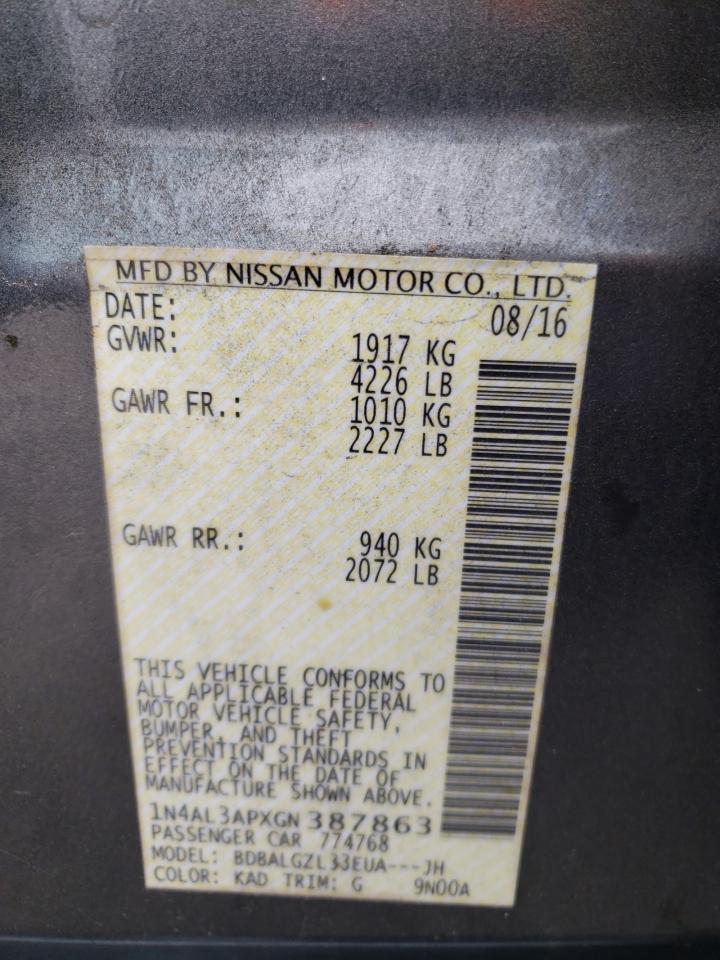 MFD BY NISSAN MOTOR CO., LTD.
DATE: 08/16
GVWR: 1917 KG
4226 LB
GAWR FR.: 1010 KG
2227 LB
GAWR RR.: 940 KG
2072 LB
THIS VEHICLE CONFORMS TO
ALL APPLICABLE FEDERAL
MOTOR VEHICLE SAFETY,
BUMPER, AND THEFT
PREVENTION STANDARDS IN
EFFECT ON THE DATE OF
MANUFACTURE SHOWN ABOVE.
1N4AL3APXGN 387863
PASSENGER CAR 774768
MODEL: BDBALGZL33EUA---JH
COLOR: KAD TRIM: G 9N00A